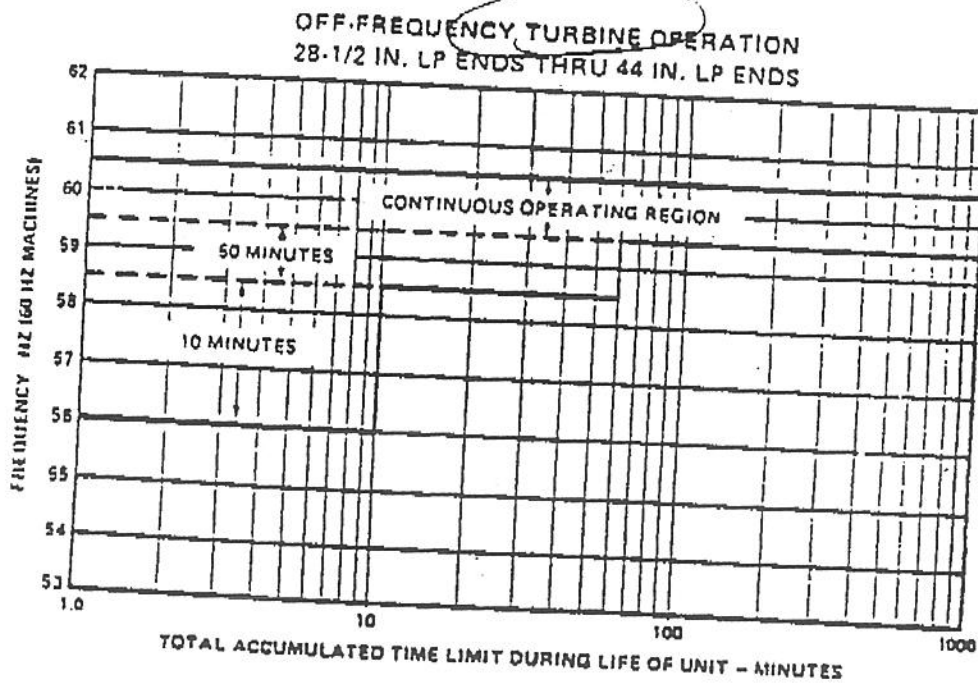 OFF-FREQUENCY TURBINE OPERATION
28-1/2 IN. LP ENDS THRU 44 IN. LP ENDS
62
61
60
59
58
57
56
55
54
53
FREQUENCY HZ (60 HZ MACHINES)
CONTINUOUS OPERATING REGION
50 MINUTES
10 MINUTES
1.0
10
100
1000
TOTAL ACCUMULATED TIME LIMIT DURING LIFE OF UNIT – MINUTES